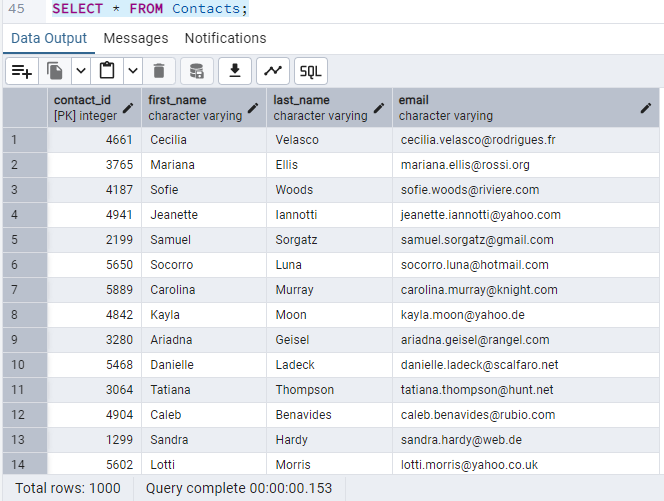 45 SELECT * FROM Contacts;
Data Output Messages Notifications
SQL
contact_id first_name last_name email
[PK] integer character varying character varying character varying
1 4661 Cecilia Velasco cecilia.velasco@rodrigues.fr
2 3765 Mariana Ellis mariana.ellis@rossi.org
3 4187 Sofie Woods sofie.woods@riviere.com
4 4941 Jeanette Iannotti jeanette.iannotti@yahoo.com
5 2199 Samuel Sorgatz samuel.sorgatz@gmail.com
6 5650 Socorro Luna socorro.luna@hotmail.com
7 5889 Carolina Murray carolina.murray@knight.com
8 4842 Kayla Moon kayla.moon@yahoo.de
9 3280 Ariadna Geisel ariadna.geisel@rangel.com
10 5468 Danielle Ladeck danielle.ladeck@scalfaro.net
11 3064 Tatiana Thompson tatiana.thompson@hunt.net
12 4904 Caleb Benavides caleb.benavides@rubio.com
13 1299 Sandra Hardy sandra.hardy@web.de
14 5602 Lotti Morris lotti.morris@yahoo.co.uk
Total rows: 1000 Query complete 00:00:00.153